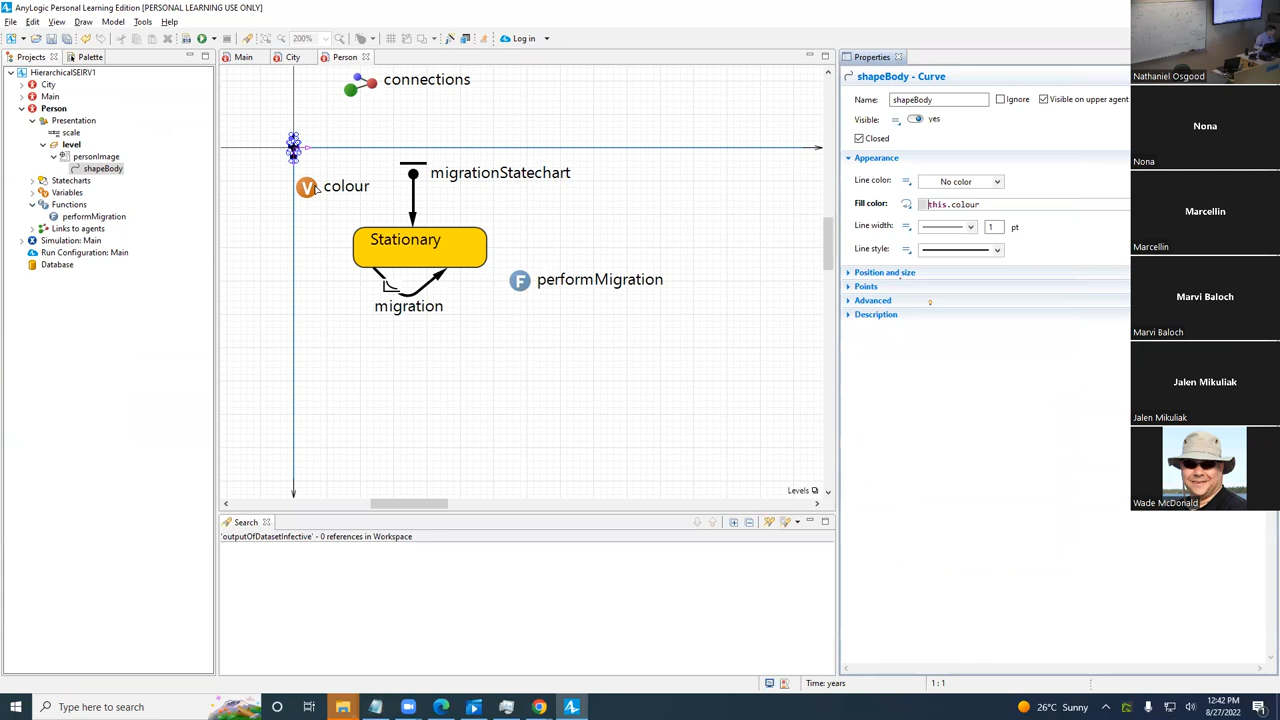 AnyLogic Personal Learning Edition [PERSONAL LEARNING USE ONLY]
File Edit View Draw Model Tools Help
200% Log in
Projects Palette
Main City Person
Properties
HierarchicalSEIRV1
City
Main
Person
Presentation
scale
level
personImage
shapeBody
Statecharts
Variables
Functions
performMigration
Links to agents
Simulation: Main
Run Configuration: Main
Database
connections
V colour
migrationStatechart
Stationary
F performMigration
migration
Levels
Search
'outputOfDatasetInfective' - 0 references in Workspace
shapeBody - Curve
Name: shapeBody Ignore Visible on upper agent
Visible: yes
Closed
Appearance
Line color: No color
Fill color: this.colour
Line width: 1 pt
Line style:
Position and size
Points
Advanced
Description
Nathaniel Osgood
Nona
Nona
Marcellin
Marcellin
Marvi Baloch
Marvi Baloch
Jalen Mikuliak
Jalen Mikuliak
Wade McDonald
Time: years 1 : 1
Type here to search
26°C Sunny
12:42 PM
8/27/2022
1